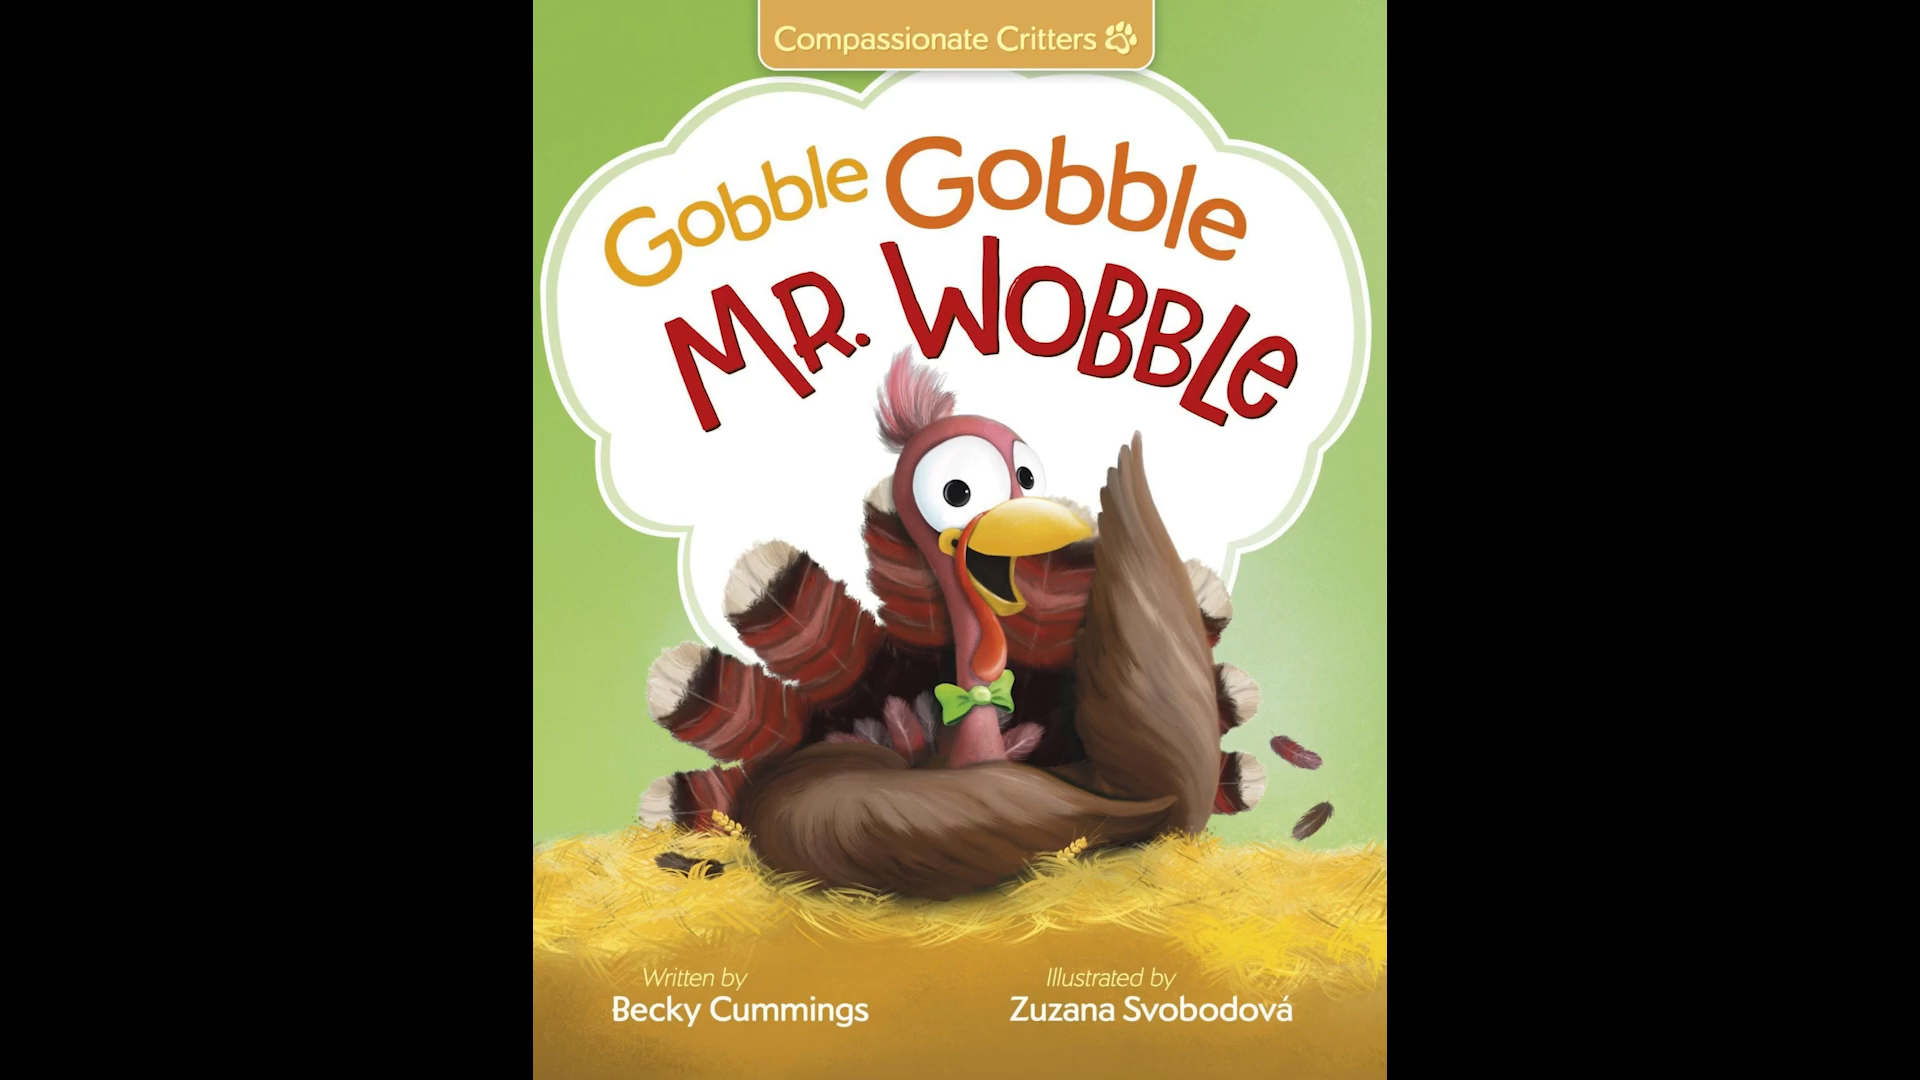 Compassionate Critters
Gobble Gobble
MR. WOBBLe
Written by
Becky Cummings
Illustrated by
Zuzana Svobodová